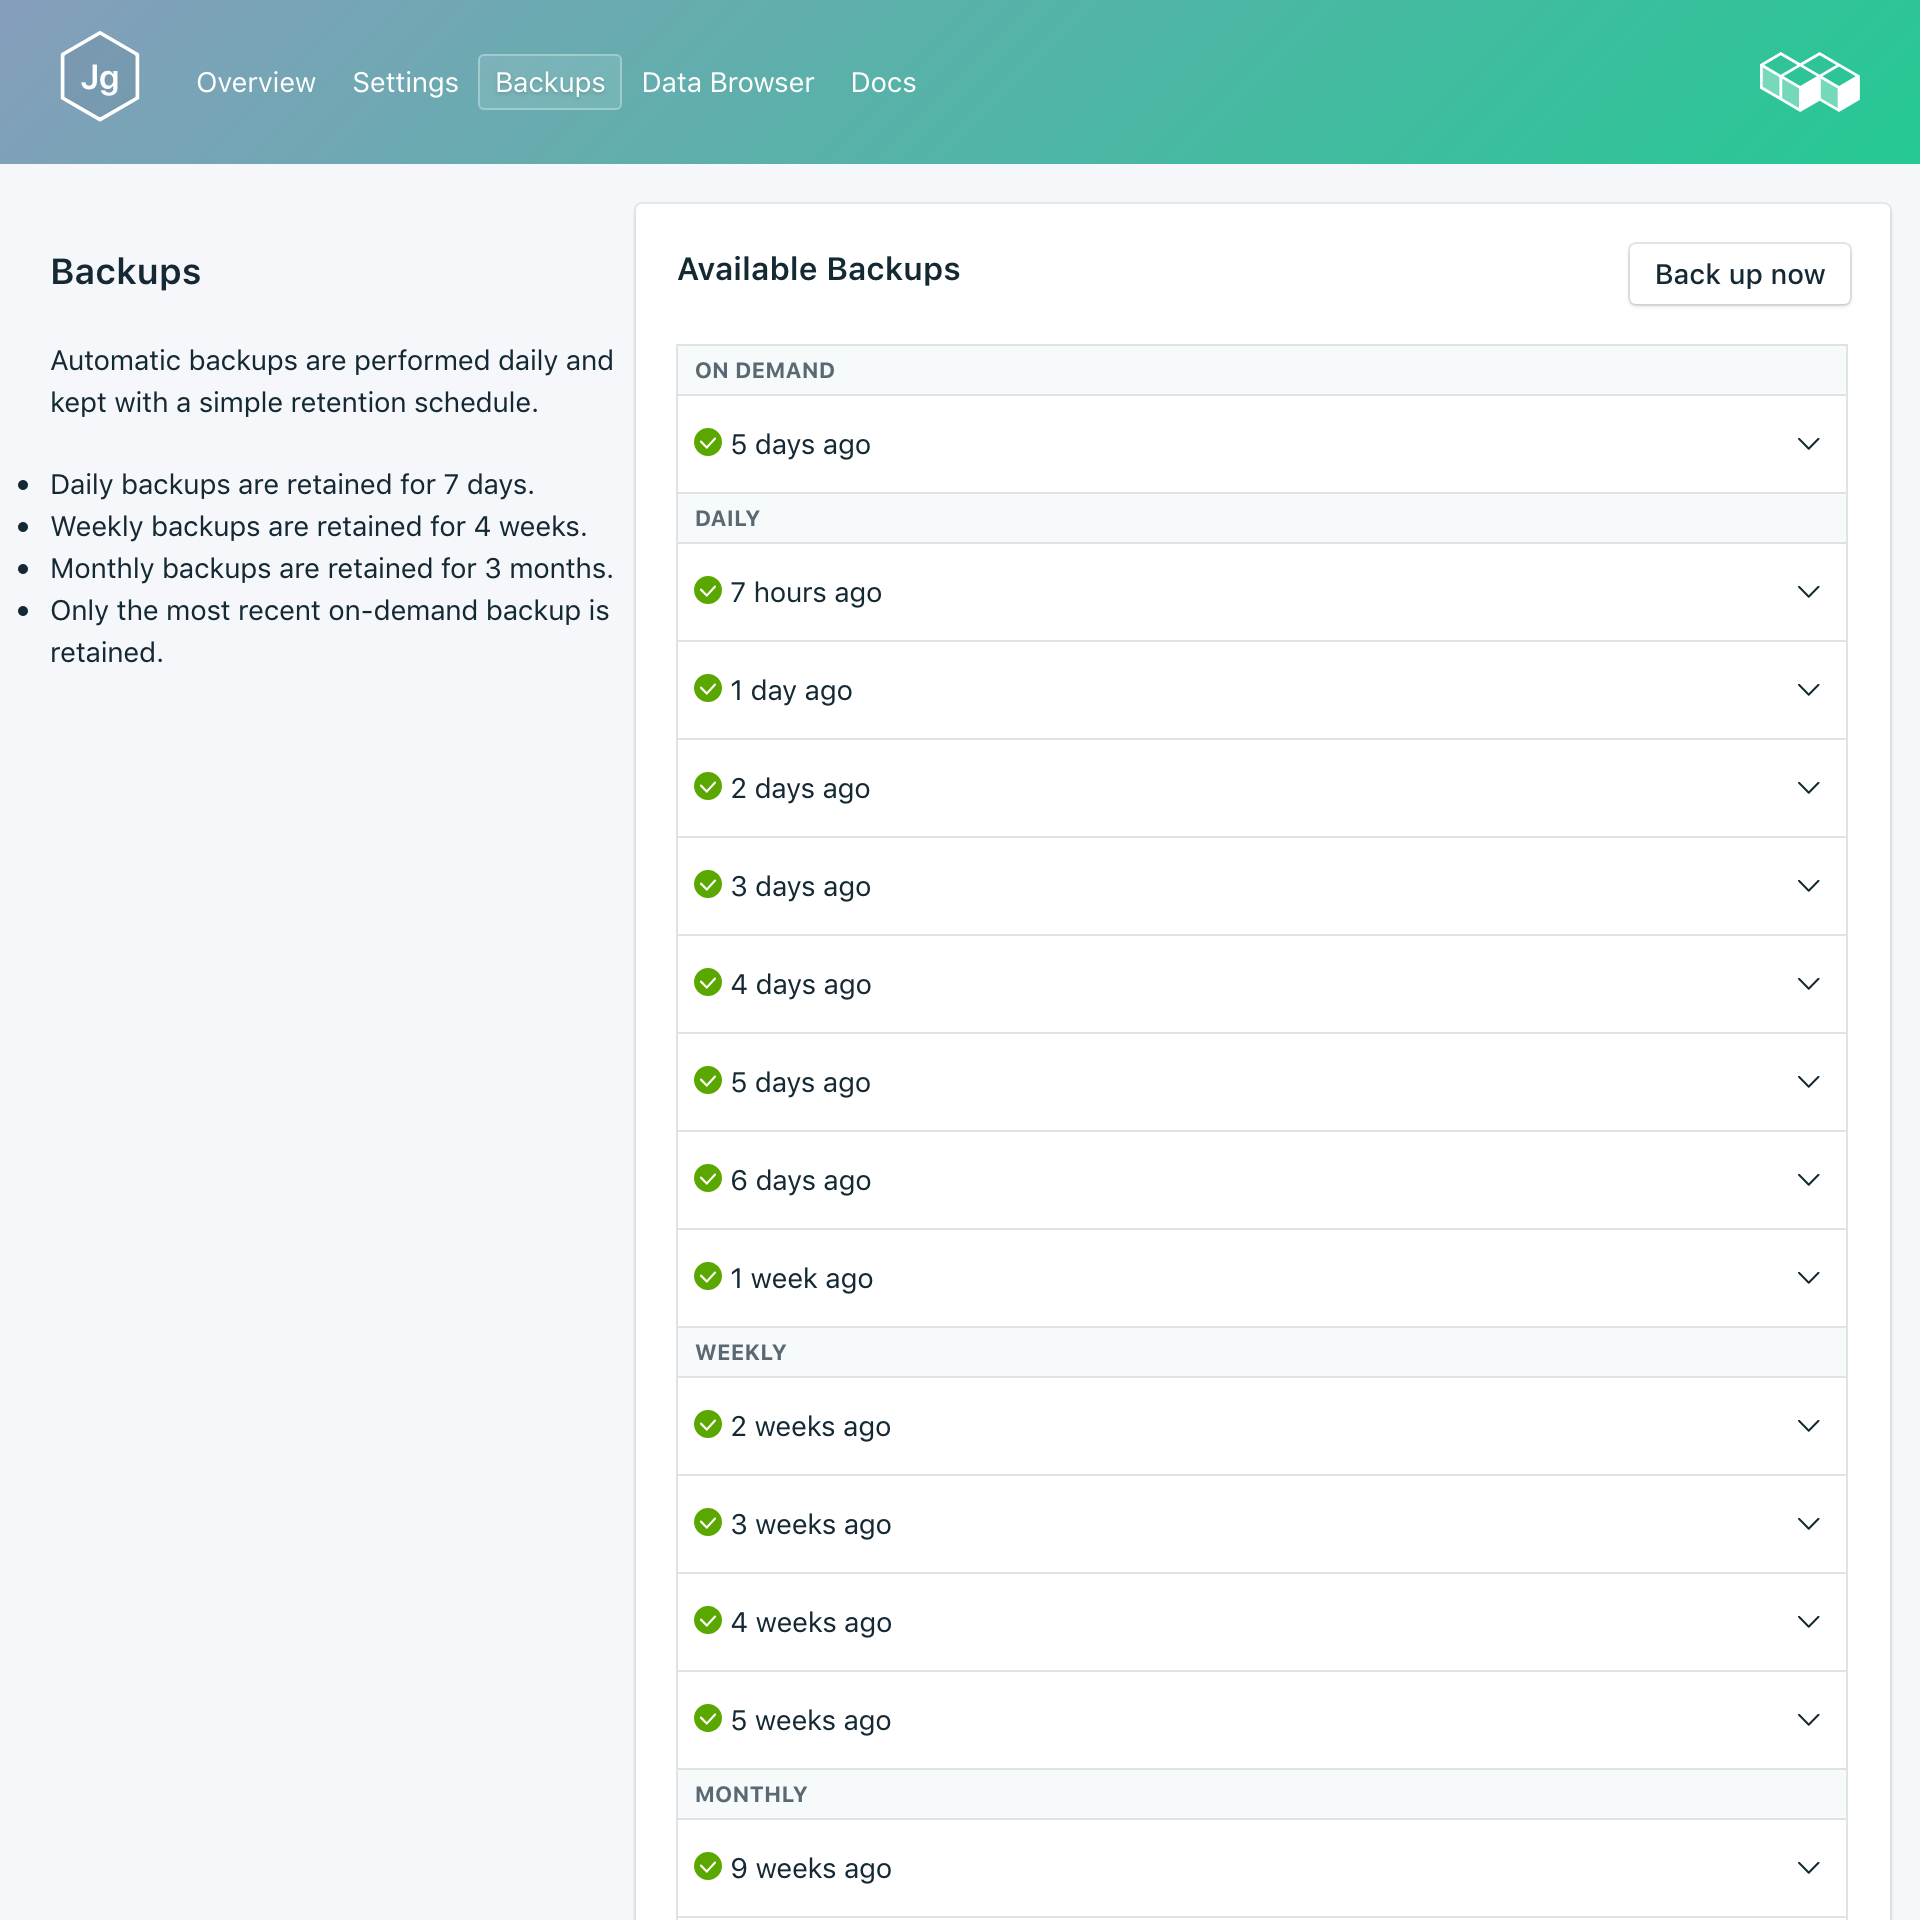 Jg
Overview Settings Backups Data Browser Docs
Backups
Automatic backups are performed daily and
kept with a simple retention schedule.
Daily backups are retained for 7 days.
Weekly backups are retained for 4 weeks.
Monthly backups are retained for 3 months.
Only the most recent on-demand backup is
retained.
Available Backups
Back up now
ON DEMAND
5 days ago
DAILY
7 hours ago
1 day ago
2 days ago
3 days ago
4 days ago
5 days ago
6 days ago
1 week ago
WEEKLY
2 weeks ago
3 weeks ago
4 weeks ago
5 weeks ago
MONTHLY
9 weeks ago